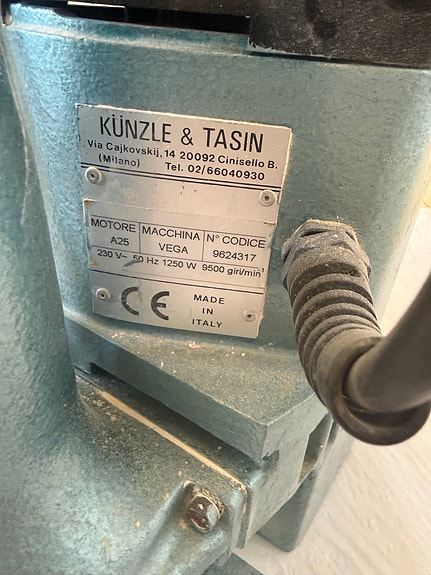 KÜNZLE & TASIN
Via Cajkovskij, 14 20092 Cinisello B.
(Milano) Tel. 02/66040930
MOTORE MACCHINA N° CODICE
A25 VEGA 9624317
230 V~ 50 Hz 1250 W 9500 giri/min¹
CE MADE
IN
ITALY